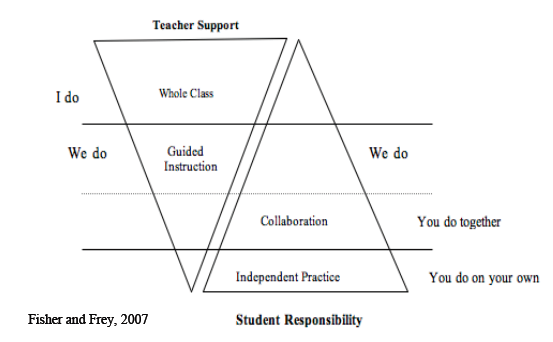 Teacher Support
I do
Whole Class
We do
Guided
Instruction
We do
Collaboration
You do together
Independent Practice
You do on your own
Fisher and Frey, 2007
Student Responsibility